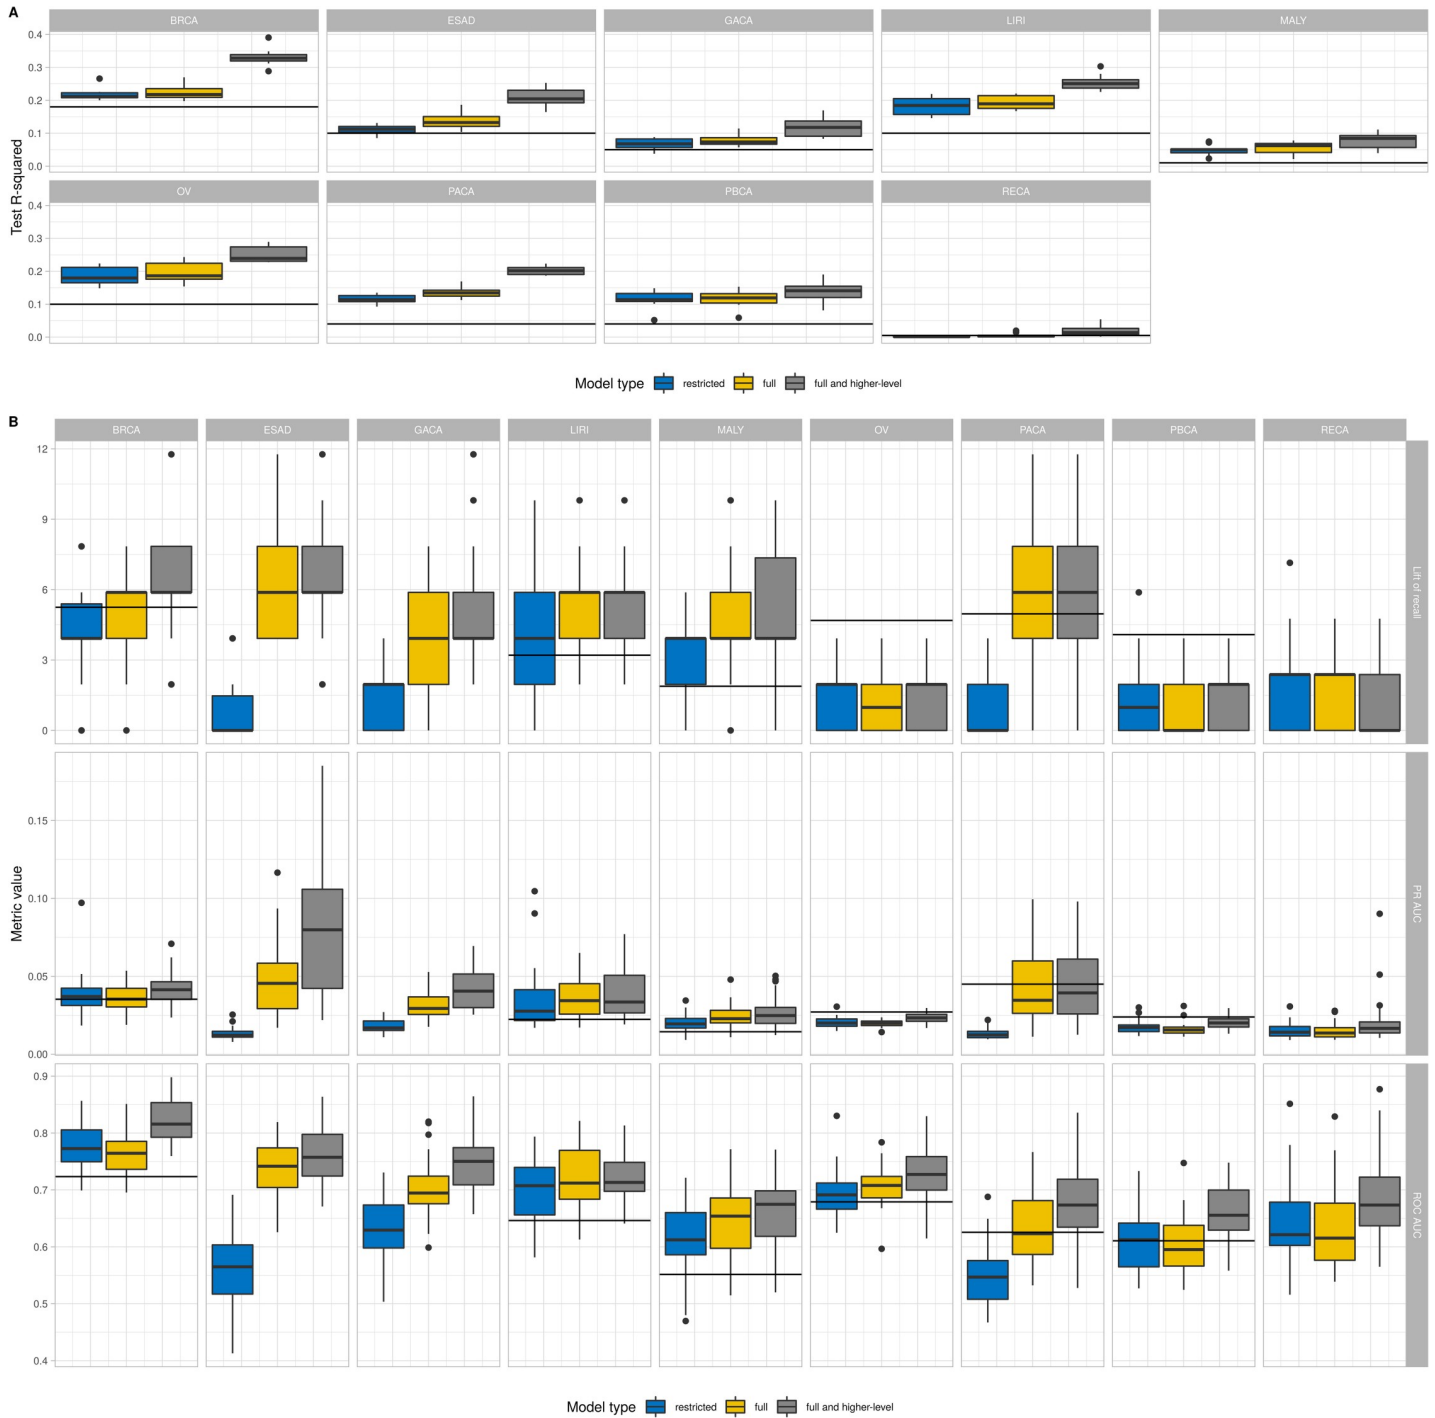 A
BRCA ESAD GACA LIRI MALY
0.4
0.3
0.2
0.1
0.0
OV PACA PBCA RECA
0.4
0.3
0.2
0.1
0.0
Test R-squared
Model type restricted full full and higher-level
B
BRCA ESAD GACA LIRI MALY OV PACA PBCA RECA
12
9
6
3
0
Lift of recall
0.15
0.10
0.05
0.00
PR AUC
Metric value
0.9
0.8
0.7
0.6
0.5
0.4
ROC AUC
Model type restricted full full and higher-level